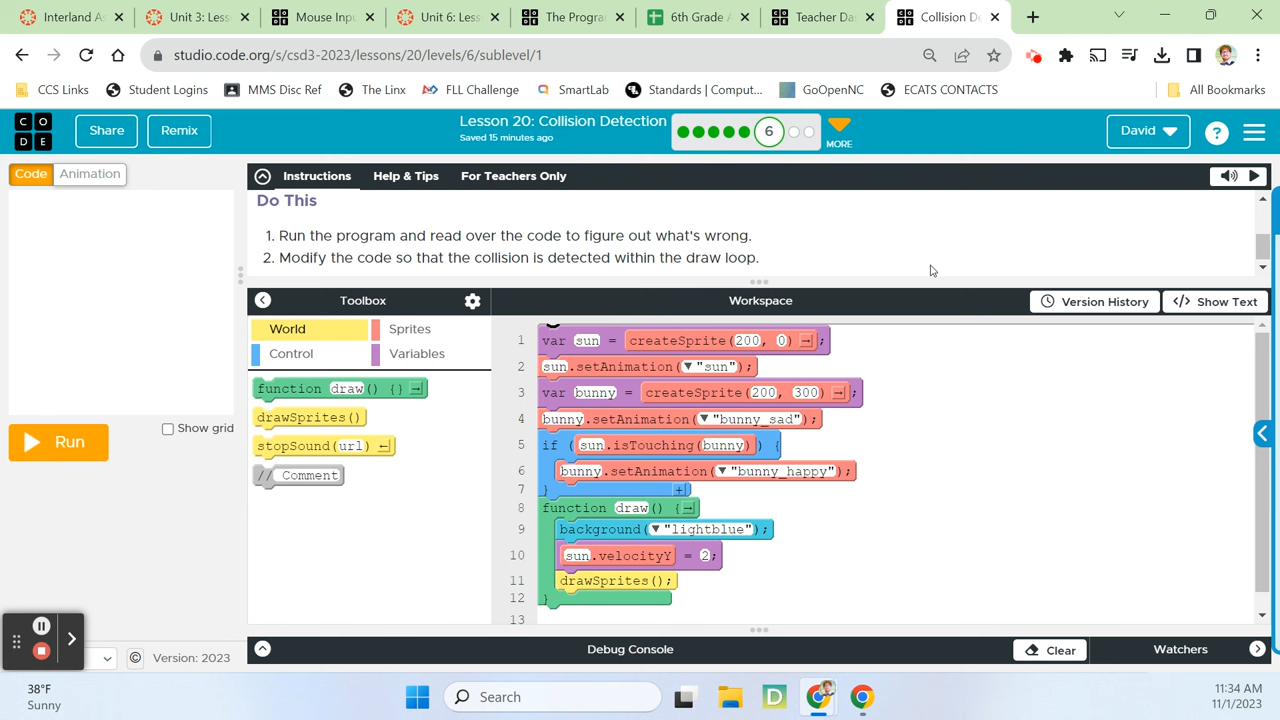 Interland As
Unit 3: Less
Mouse Inpu
Unit 6: Less
The Progra
6th Grade A
Teacher Da
Collision De
studio.code.org/s/csd3-2023/lessons/20/levels/6/sublevel/1
CCS Links
Student Logins
MMS Disc Ref
The Linx
FLL Challenge
SmartLab
Standards | Comput...
GoOpenNC
ECATS CONTACTS
All Bookmarks
C O
D E
Share
Remix
Lesson 20: Collision Detection
Saved 15 minutes ago
6
MORE
David
?
Code
Animation
Instructions
Help & Tips
For Teachers Only
Do This
1. Run the program and read over the code to figure out what's wrong.
2. Modify the code so that the collision is detected within the draw loop.
Toolbox
Workspace
Version History
Show Text
World
Sprites
Control
Variables
function draw() {}
drawSprites()
stopSound(url)
// Comment
Run
Show grid
1 var sun = createSprite(200, 0);
2 sun.setAnimation("sun");
3 var bunny = createSprite(200, 300);
4 bunny.setAnimation("bunny_sad");
5 if (sun.isTouching(bunny)) {
6 bunny.setAnimation("bunny_happy");
7 }
8 function draw() {
9 background("lightblue");
10 sun.velocityY = 2;
11 drawSprites();
12 }
13
Debug Console
Clear
Watchers
© Version: 2023
38°F
Sunny
Search
D
11:34 AM
11/1/2023